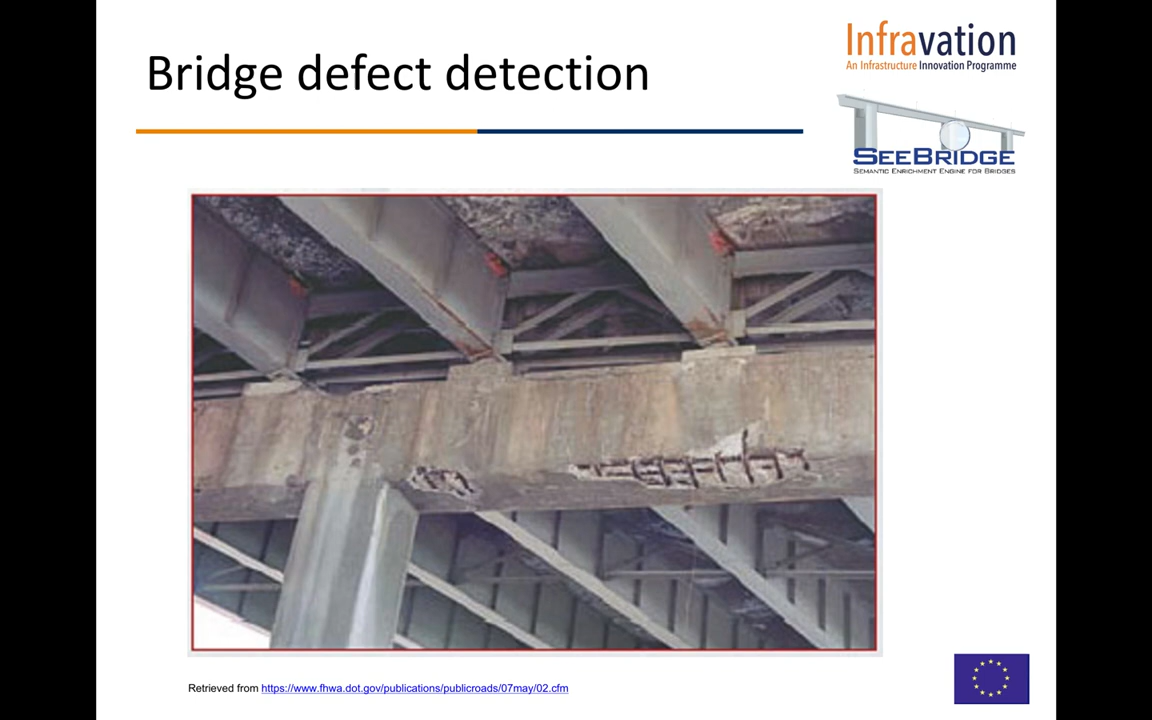 Bridge defect detection
Infravation
An Infrastructure Innovation Programme
SEEBRIDGE
SEMANTIC ENRICHMENT ENGINE FOR BRIDGES
Retrieved from https://www.fhwa.dot.gov/publications/publicroads/07may/02.cfm